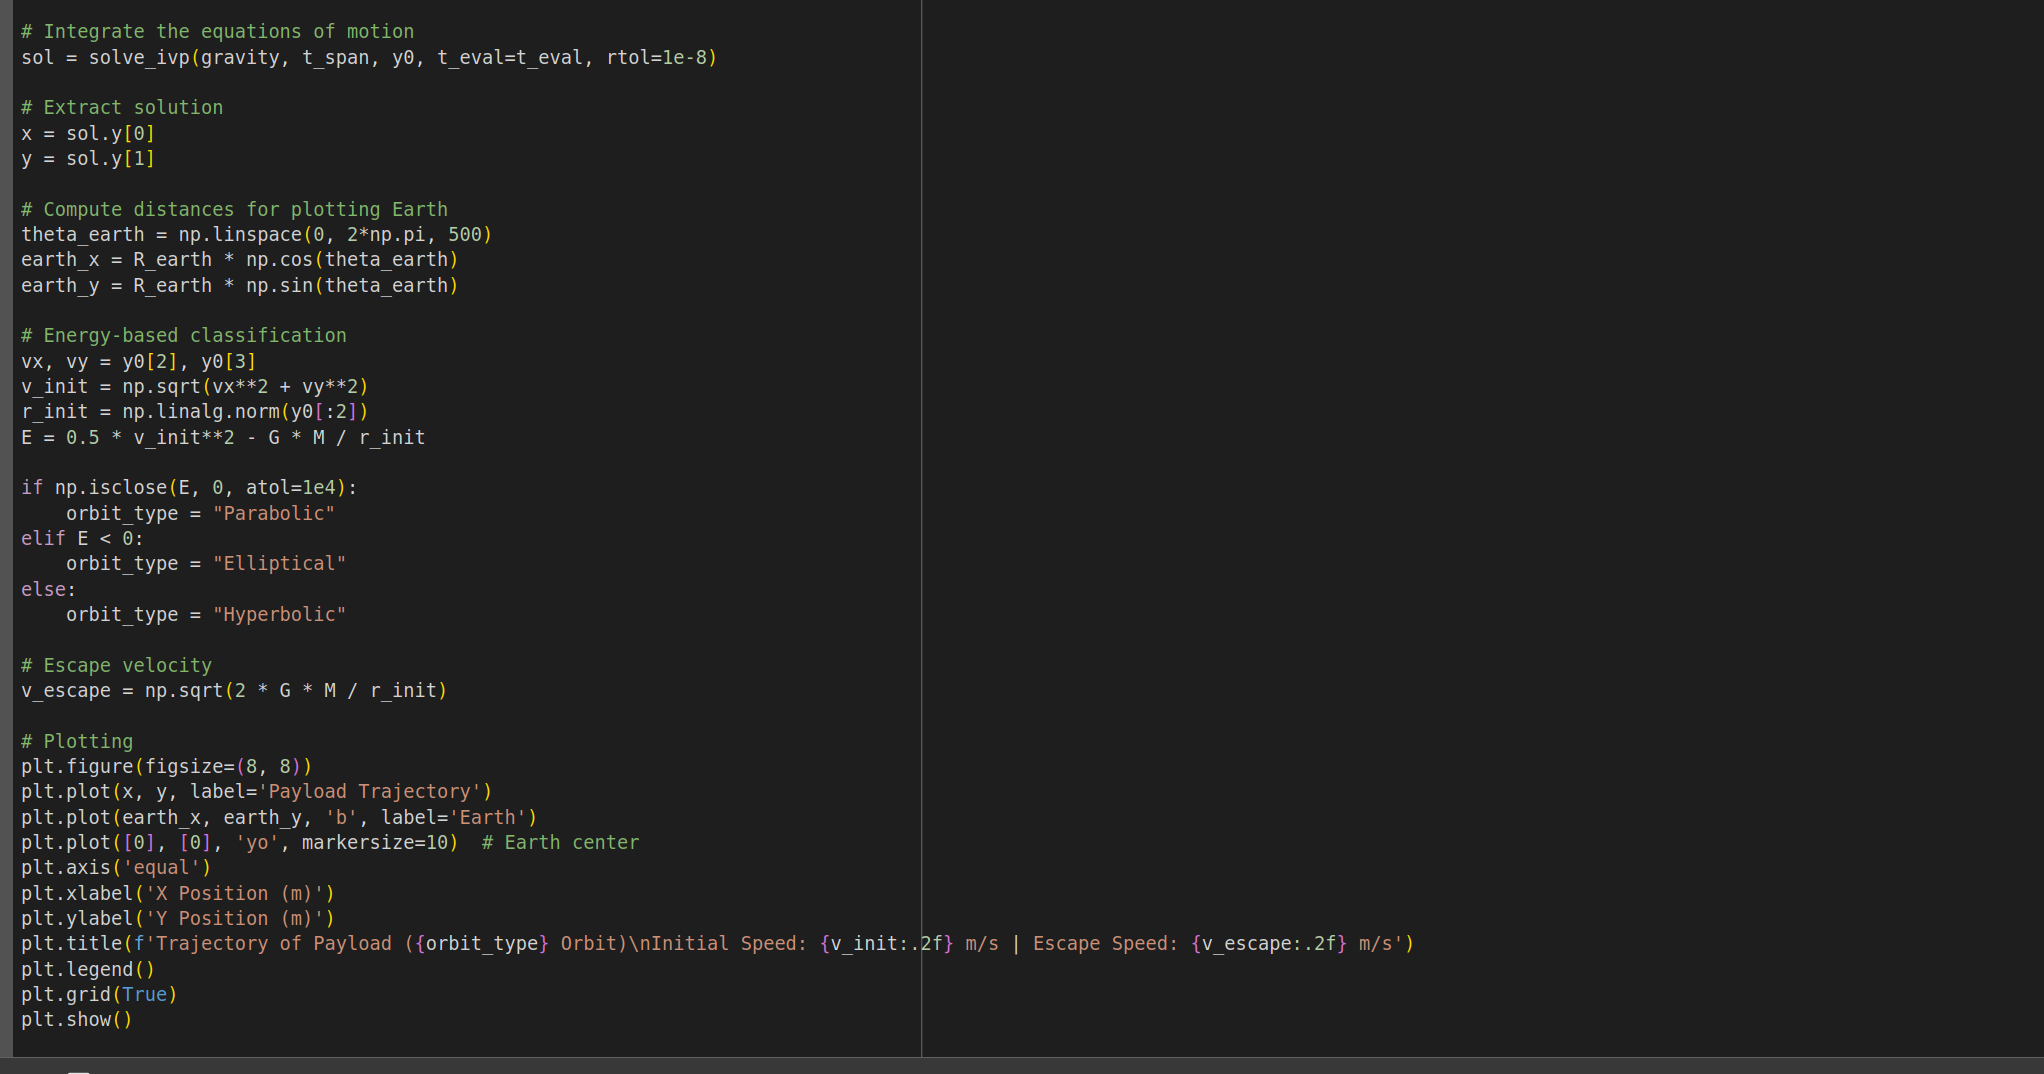 # Integrate the equations of motion
sol = solve_ivp(gravity, t_span, y0, t_eval=t_eval, rtol=1e-8)

# Extract solution
x = sol.y[0]
y = sol.y[1]

# Compute distances for plotting Earth
theta_earth = np.linspace(0, 2*np.pi, 500)
earth_x = R_earth * np.cos(theta_earth)
earth_y = R_earth * np.sin(theta_earth)

# Energy-based classification
vx, vy = y0[2], y0[3]
v_init = np.sqrt(vx**2 + vy**2)
r_init = np.linalg.norm(y0[:2])
E = 0.5 * v_init**2 - G * M / r_init

if np.isclose(E, 0, atol=1e4):
    orbit_type = "Parabolic"
elif E < 0:
    orbit_type = "Elliptical"
else:
    orbit_type = "Hyperbolic"

# Escape velocity
v_escape = np.sqrt(2 * G * M / r_init)

# Plotting
plt.figure(figsize=(8, 8))
plt.plot(x, y, label='Payload Trajectory')
plt.plot(earth_x, earth_y, 'b', label='Earth')
plt.plot([0], [0], 'yo', markersize=10)  # Earth center
plt.axis('equal')
plt.xlabel('X Position (m)')
plt.ylabel('Y Position (m)')
plt.title(f'Trajectory of Payload ({orbit_type} Orbit)\nInitial Speed: {v_init:.2f} m/s | Escape Speed: {v_escape:.2f} m/s')
plt.legend()
plt.grid(True)
plt.show()